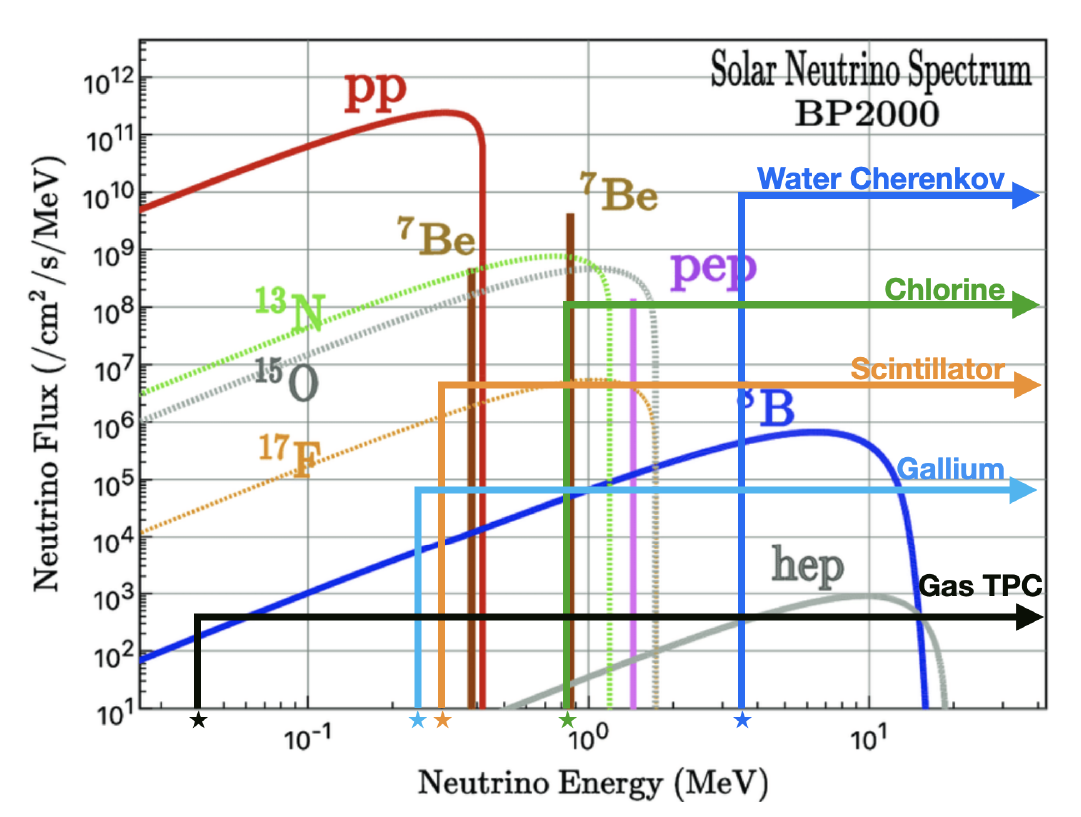 Solar Neutrino Spectrum
BP2000
pp
⁷Be
⁷Be
pep
¹³N
¹⁵O
¹⁷F
⁸B
hep
Water Cherenkov
Chlorine
Scintillator
Gallium
Gas TPC
10¹²
10¹¹
10¹⁰
10⁹
10⁸
10⁷
10⁶
10⁵
10⁴
10³
10²
10¹
10⁻¹
10⁰
10¹
Neutrino Flux (/cm²/s/MeV)
Neutrino Energy (MeV)